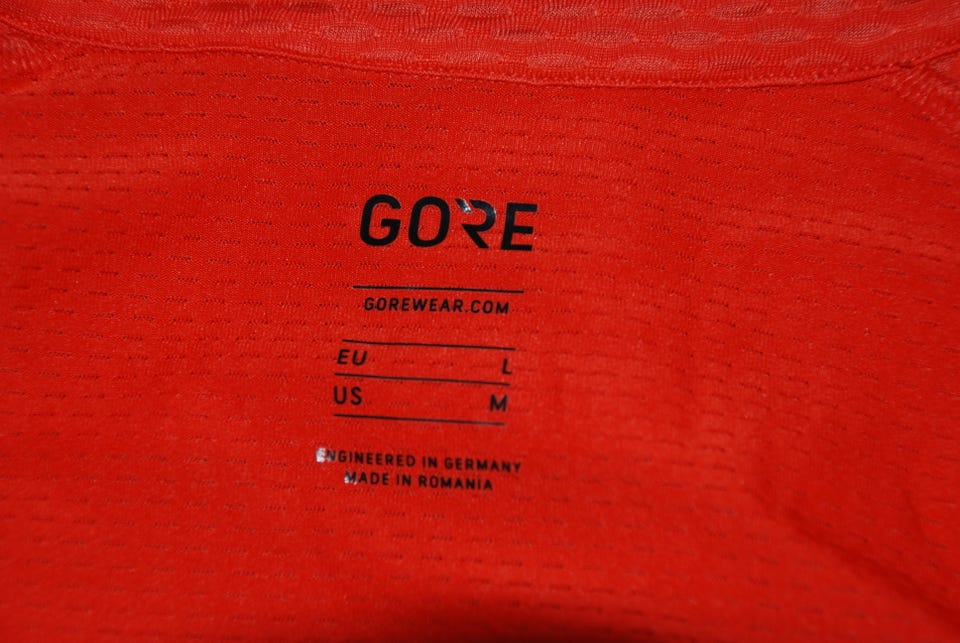 GORE
GOREWEAR.COM
EU L
US M
ENGINEERED IN GERMANY
MADE IN ROMANIA